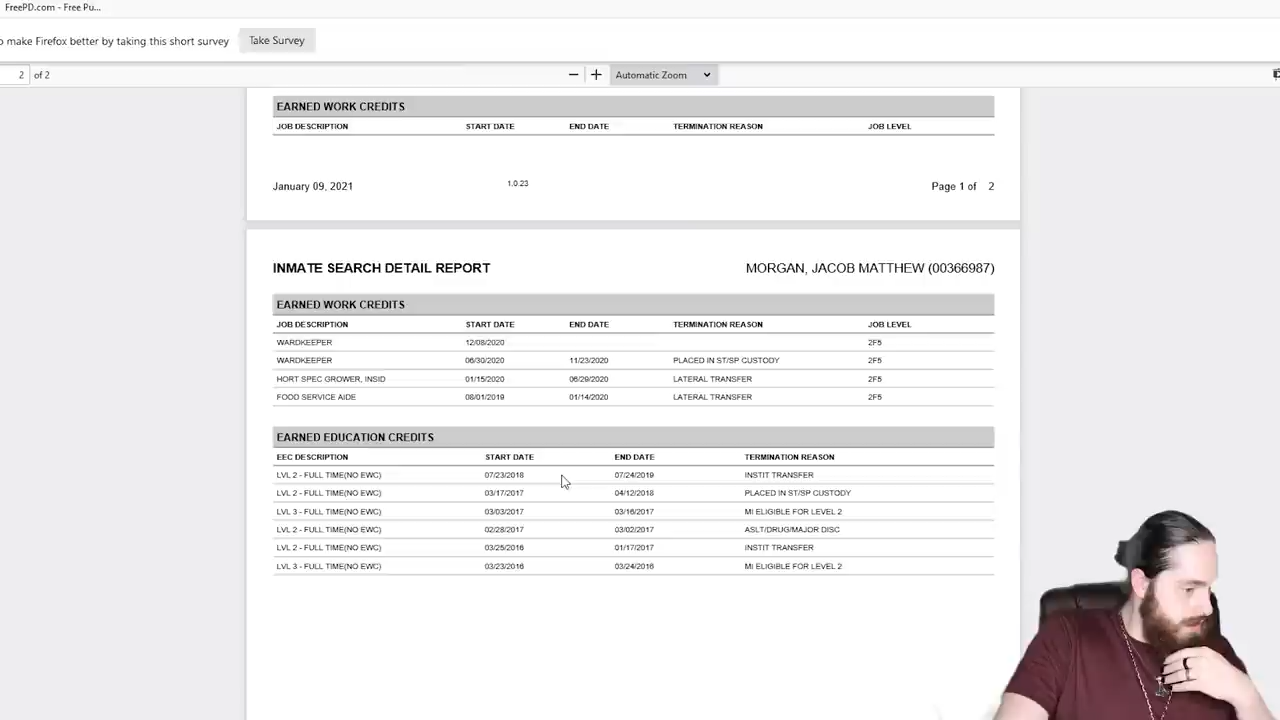 FreePD.com - Free Pu...
o make Firefox better by taking this short survey Take Survey
2 of 2 Automatic Zoom
EARNED WORK CREDITS
JOB DESCRIPTION START DATE END DATE TERMINATION REASON JOB LEVEL
January 09, 2021 1.0.23 Page 1 of 2
INMATE SEARCH DETAIL REPORT MORGAN, JACOB MATTHEW (00366987)
EARNED WORK CREDITS
JOB DESCRIPTION START DATE END DATE TERMINATION REASON JOB LEVEL
WARDKEEPER 12/08/2020 2F5
WARDKEEPER 06/30/2020 11/23/2020 PLACED IN ST/SP CUSTODY 2F5
HORT SPEC GROWER, INSID 01/15/2020 06/29/2020 LATERAL TRANSFER 2F5
FOOD SERVICE AIDE 08/01/2019 01/14/2020 LATERAL TRANSFER 2F5
EARNED EDUCATION CREDITS
EEC DESCRIPTION START DATE END DATE TERMINATION REASON
LVL 2 - FULL TIME(NO EWC) 07/23/2018 07/24/2019 INSTIT TRANSFER
LVL 2 - FULL TIME(NO EWC) 03/17/2017 04/12/2018 PLACED IN ST/SP CUSTODY
LVL 3 - FULL TIME(NO EWC) 03/03/2017 03/16/2017 MI ELIGIBLE FOR LEVEL 2
LVL 2 - FULL TIME(NO EWC) 02/28/2017 03/02/2017 ASLT/DRUG/MAJOR DISC
LVL 2 - FULL TIME(NO EWC) 03/25/2016 01/17/2017 INSTIT TRANSFER
LVL 3 - FULL TIME(NO EWC) 03/23/2016 03/24/2016 MI ELIGIBLE FOR LEVEL 2